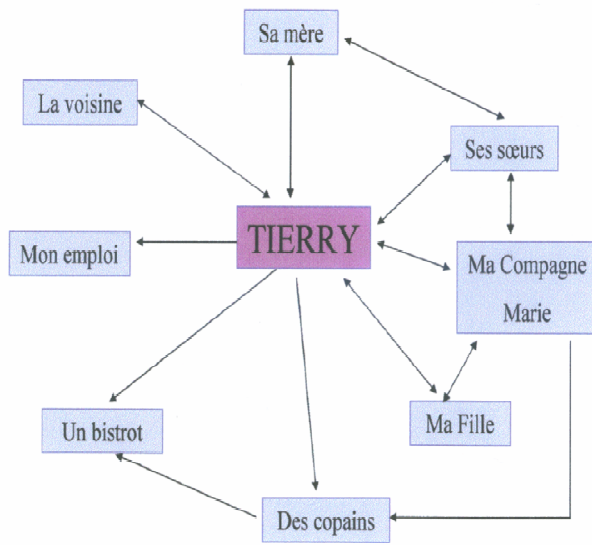 Sa mère
La voisine
Ses sœurs
TIERRY
Mon emploi
Ma Compagne
Marie
Ma Fille
Un bistrot
Des copains